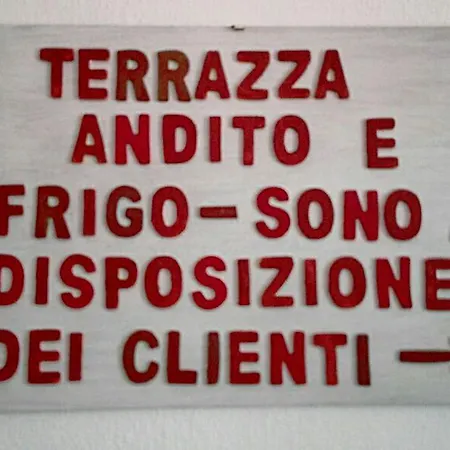 TERRAZZA
ANDITO E
FRIGO-SONO
DISPOSIZIONE
DEI CLIENTI -